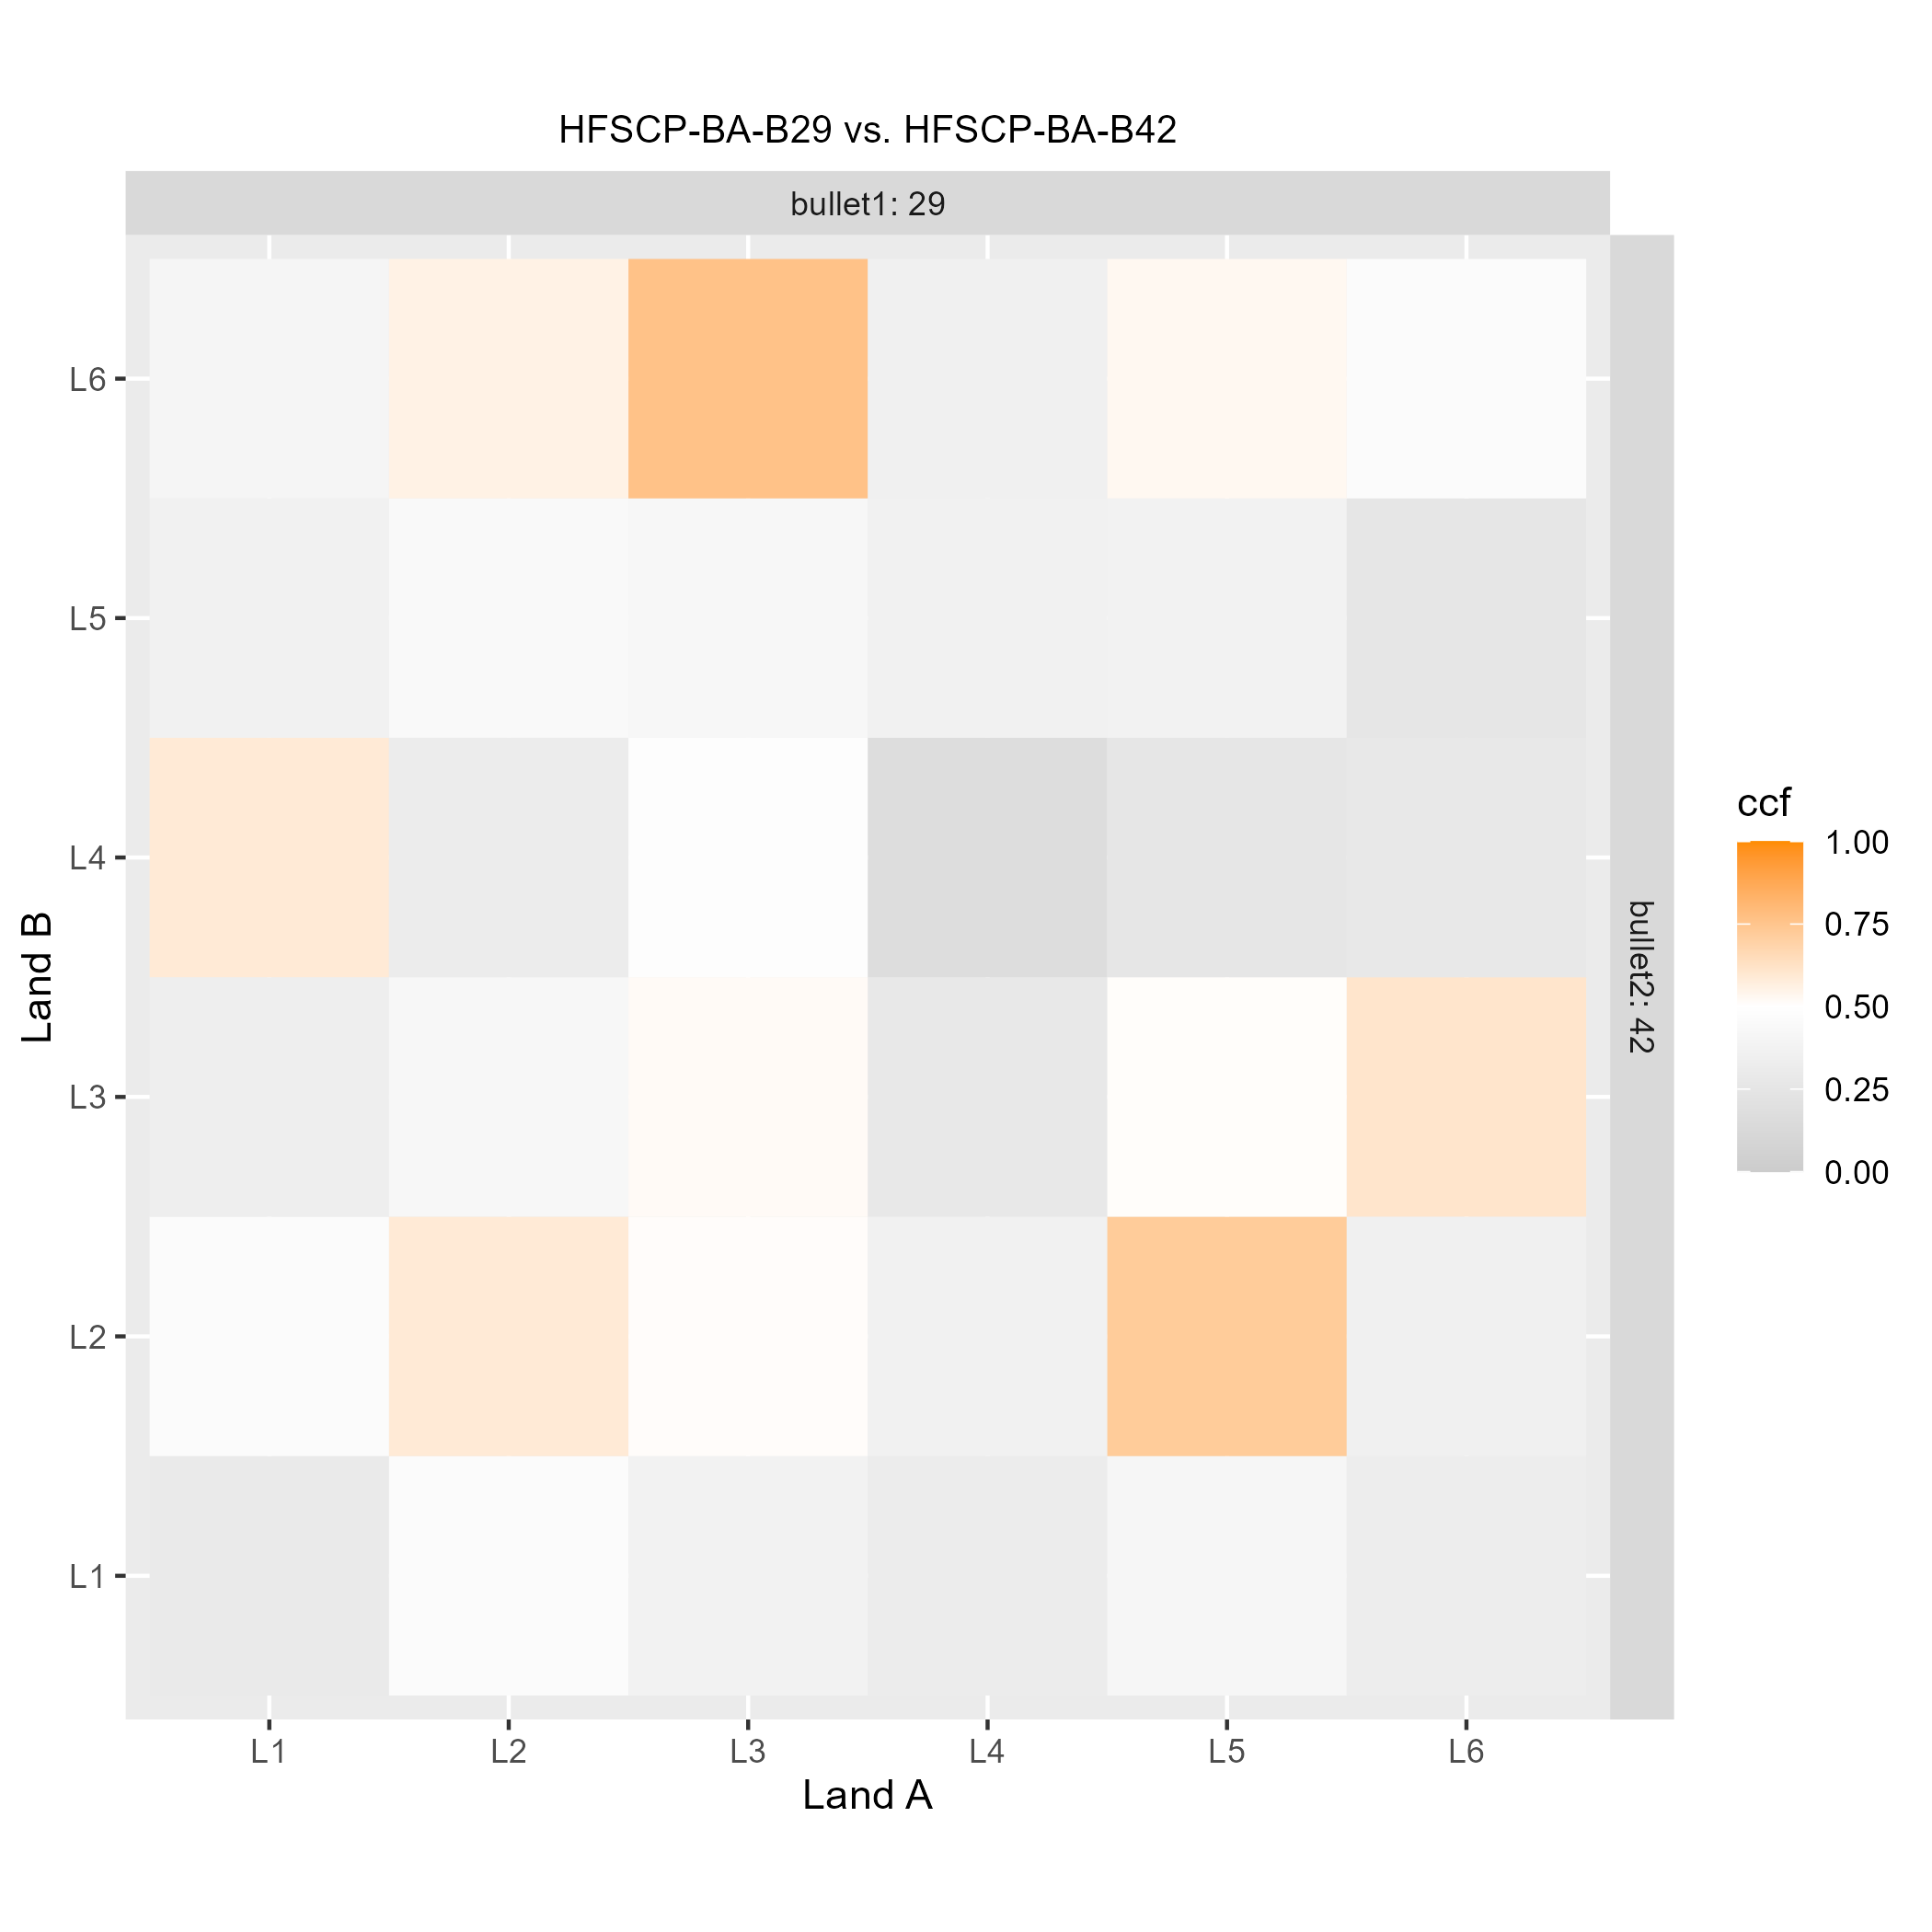 HFSCP-BA-B29 vs. HFSCP-BA-B42
bullet1: 29
L6
L5
L4
L3
L2
L1
Land B
bullet2: 42
L1 L2 L3 L4 L5 L6
Land A
ccf
1.00
0.75
0.50
0.25
0.00